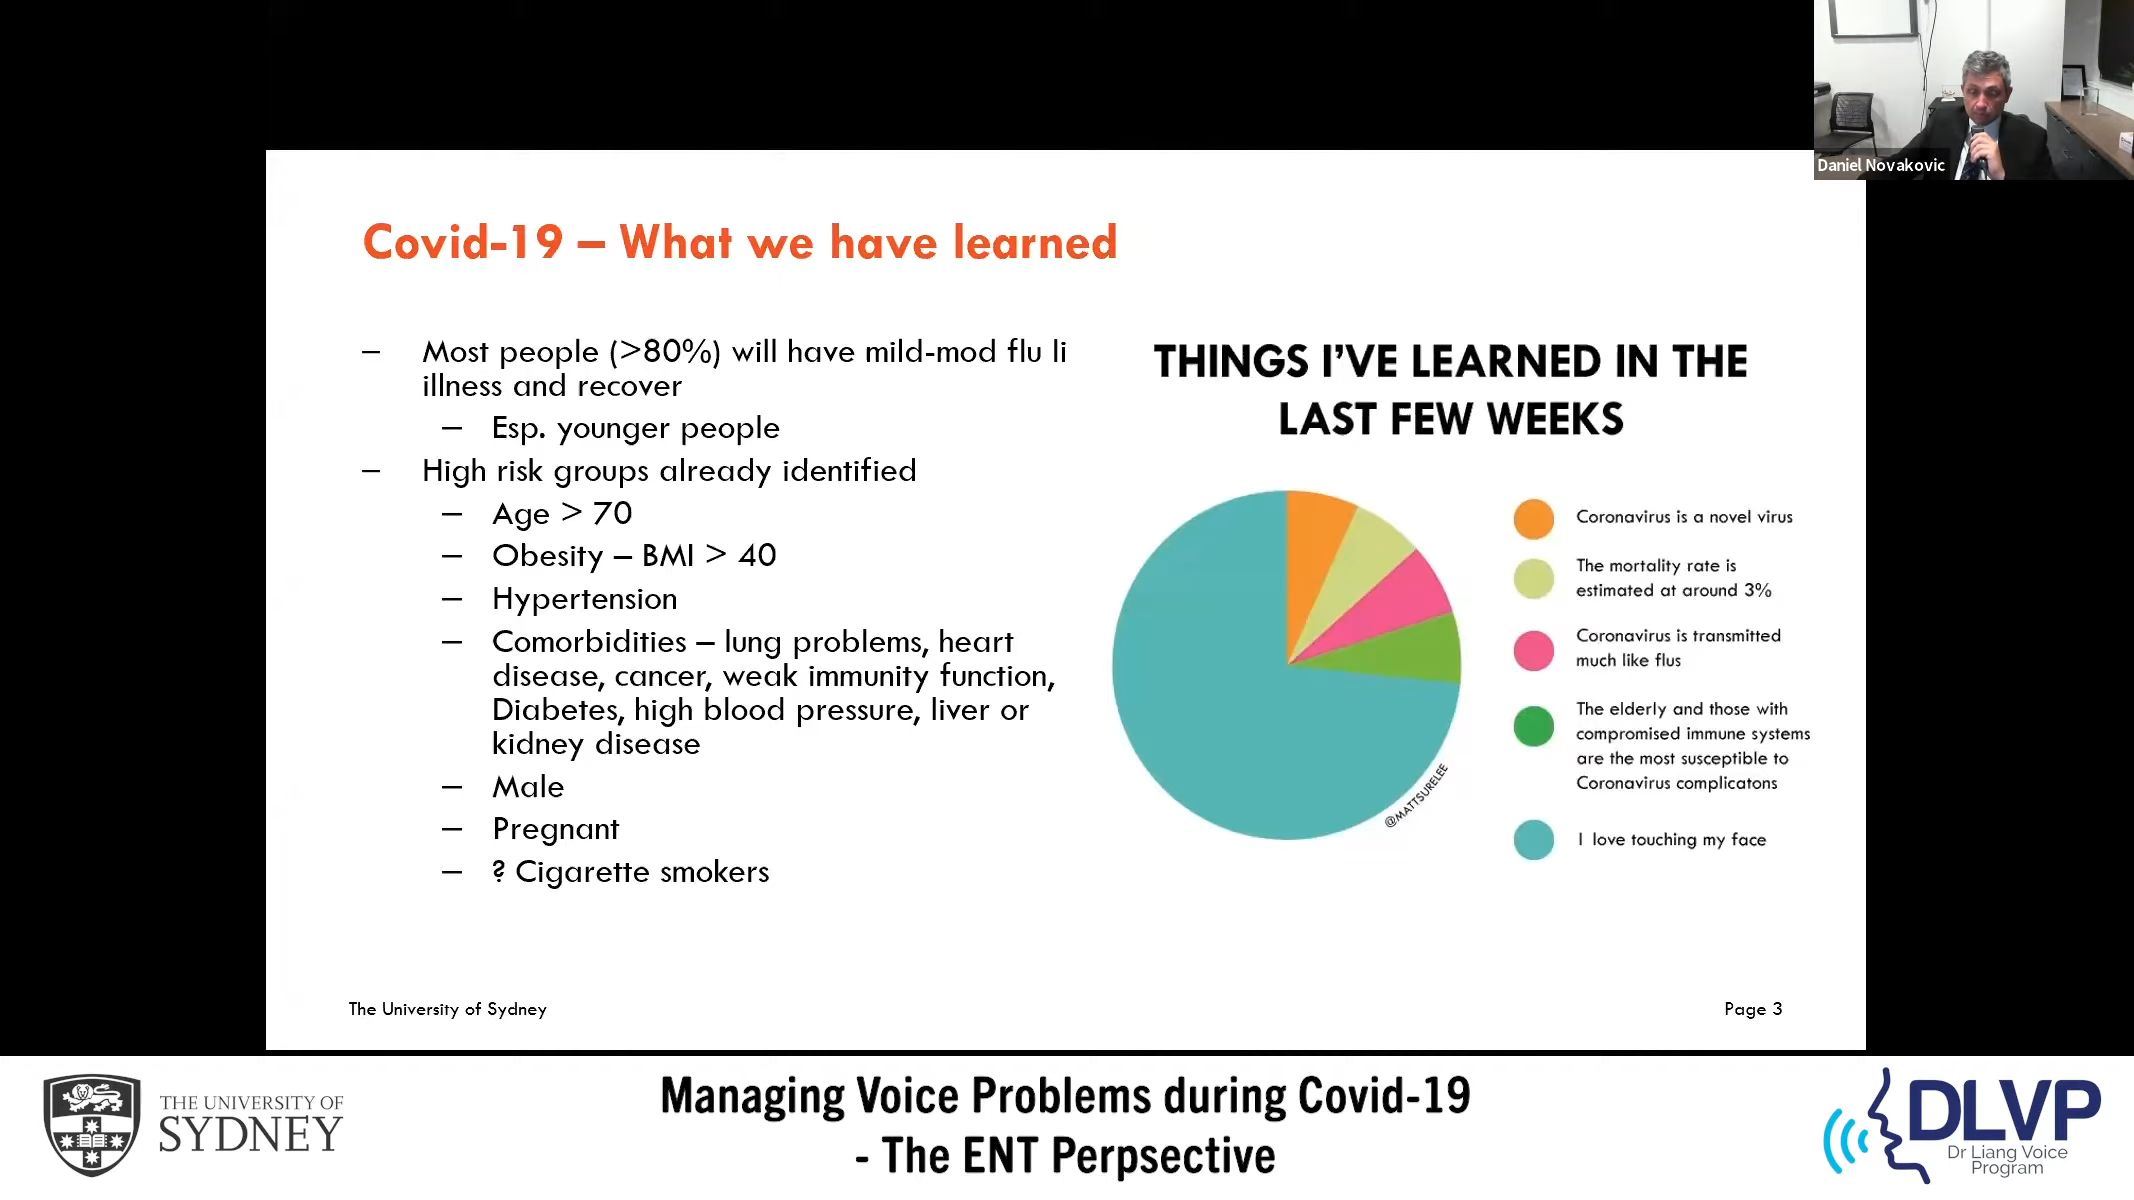 Daniel Novakovic
Covid-19 – What we have learned
– Most people (>80%) will have mild-mod flu li
illness and recover
– Esp. younger people
– High risk groups already identified
– Age > 70
– Obesity – BMI > 40
– Hypertension
– Comorbidities – lung problems, heart
disease, cancer, weak immunity function,
Diabetes, high blood pressure, liver or
kidney disease
– Male
– Pregnant
– ? Cigarette smokers
THINGS I'VE LEARNED IN THE
LAST FEW WEEKS
Coronavirus is a novel virus
The mortality rate is
estimated at around 3%
Coronavirus is transmitted
much like flus
The elderly and those with
compromised immune systems
are the most susceptible to
Coronavirus complicatons
I love touching my face
@MATTSURELEE
The University of Sydney
Page 3
THE UNIVERSITY OF
SYDNEY
Managing Voice Problems during Covid-19
- The ENT Perpsective
DLVP
Dr Liang Voice
Program